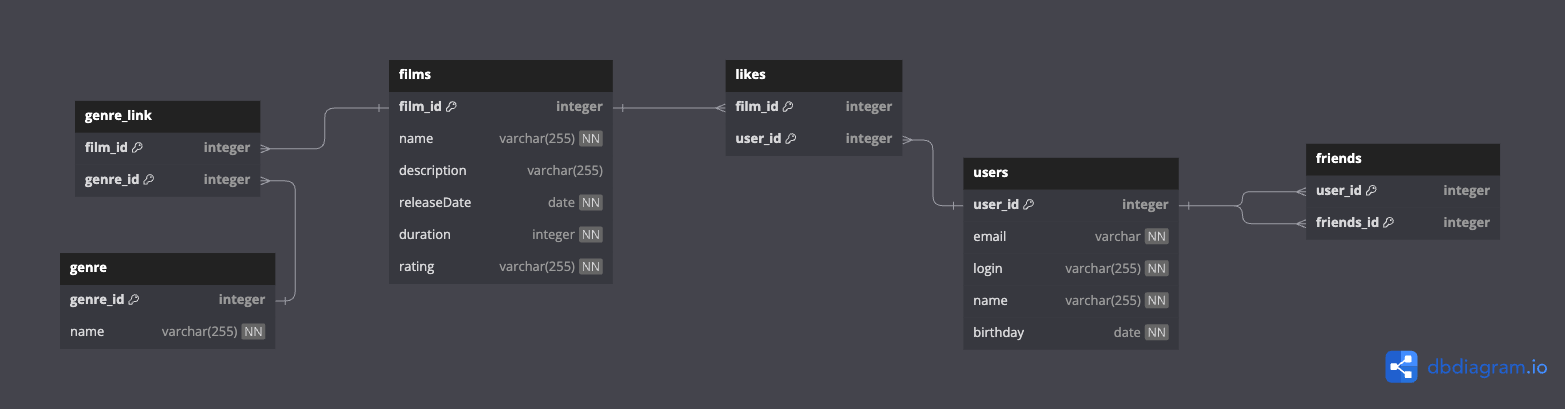 genre_link
film_id integer
genre_id integer
genre
genre_id integer
name varchar(255) NN
films
film_id integer
name varchar(255) NN
description varchar(255)
releaseDate date NN
duration integer NN
rating varchar(255) NN
likes
film_id integer
user_id integer
users
user_id integer
email varchar NN
login varchar(255) NN
name varchar(255) NN
birthday date NN
friends
user_id integer
friends_id integer
dbdiagram.io